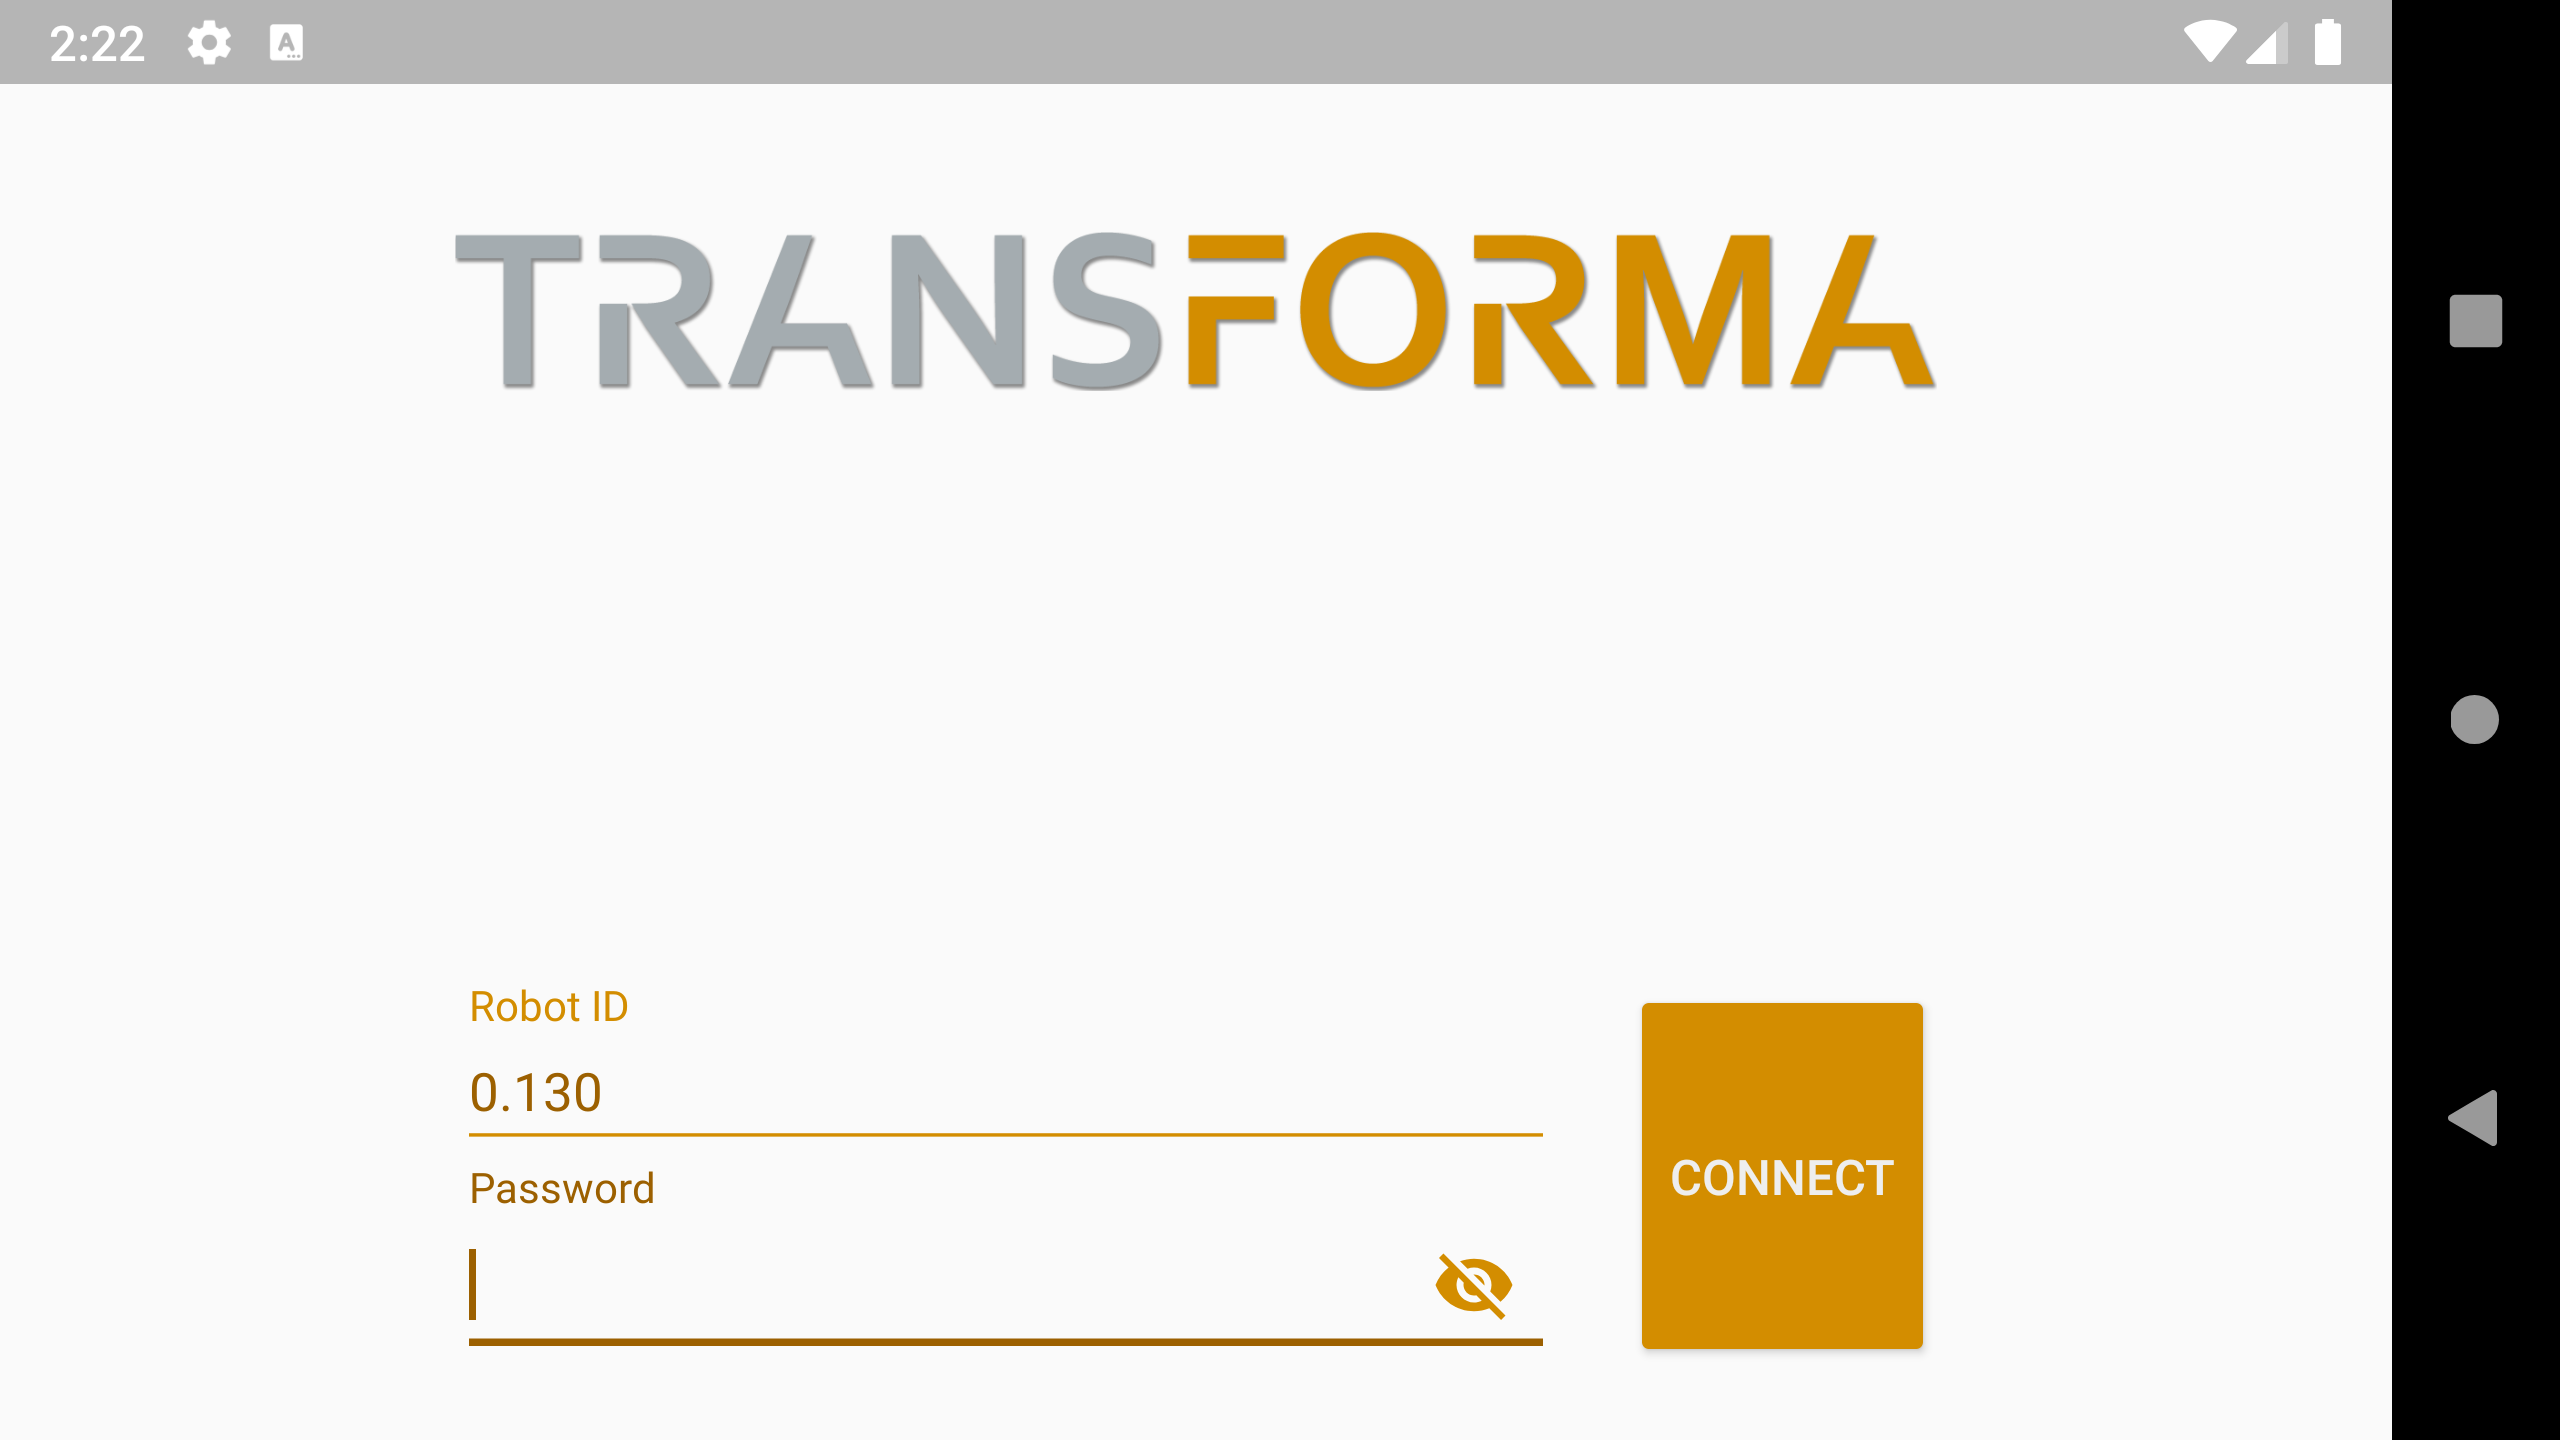 2:22
TRANSFORMA
Robot ID
0.130
Password
CONNECT